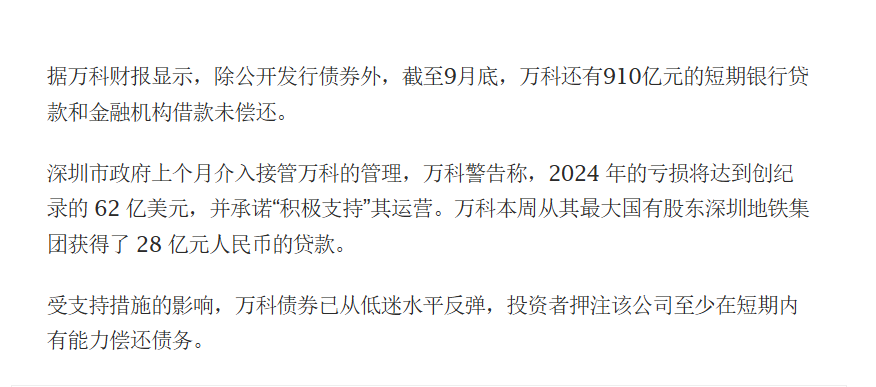 据万科财报显示，除公开发行债券外，截至9月底，万科还有910亿元的短期银行贷
款和金融机构借款未偿还。
深圳市政府上个月介入接管万科的管理，万科警告称，2024 年的亏损将达到创纪
录的 62 亿美元，并承诺“积极支持”其运营。万科本周从其最大国有股东深圳地铁集
团获得了 28 亿元人民币的贷款。
受支持措施的影响，万科债券已从低迷水平反弹，投资者押注该公司至少在短期内
有能力偿还债务。